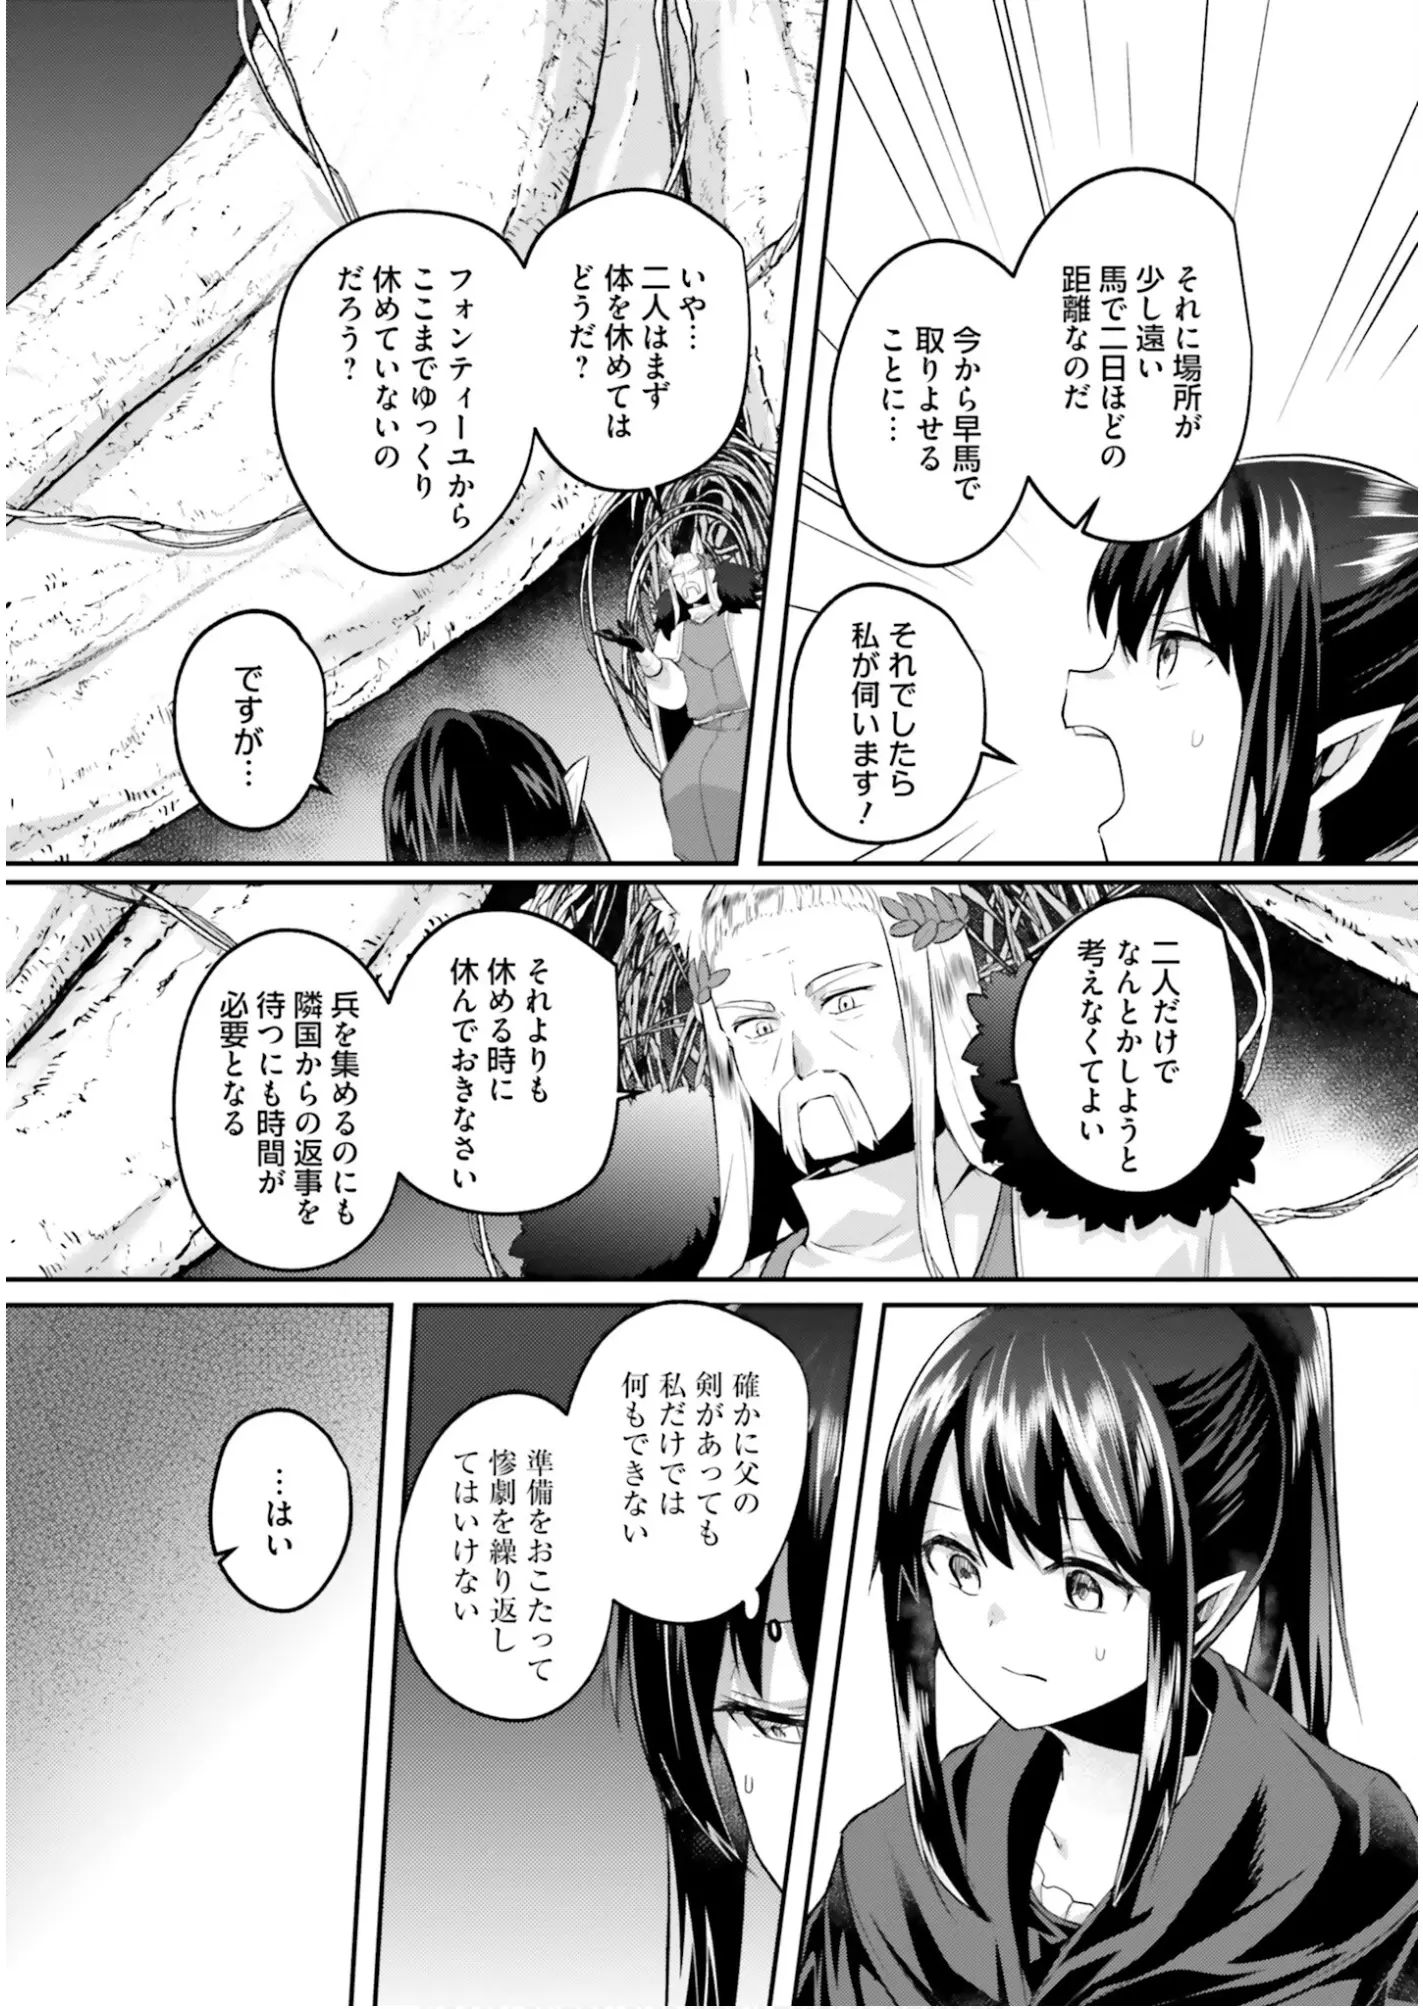 それに場所が
少し遠い
馬で二日ほどの
距離なのだ
今から早馬で
取りよせる
ことに…
それでしたら
私が伺います!
いや…
二人はまず
体を休めては
どうだ?
フォンティーユから
ここまでゆっくり
休めていないの
だろう?
ですが…
二人だけで
なんとかしようと
考えなくてよい
それよりも
休める時に
休んでおきなさい
兵を集めるのにも
隣国からの返事を
待つにも時間が
必要となる
確かに父の
剣があっても
私だけでは
何もできない
準備をおこたって
惨劇を繰り返し
てはいけない
…はい